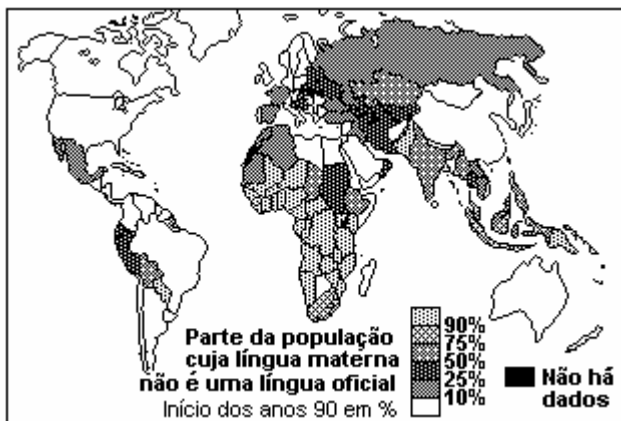 Parte da população
cuja língua materna
não é uma língua oficial
Início dos anos 90 em %
90%
75%
50%
25%
10%
Não há
dados